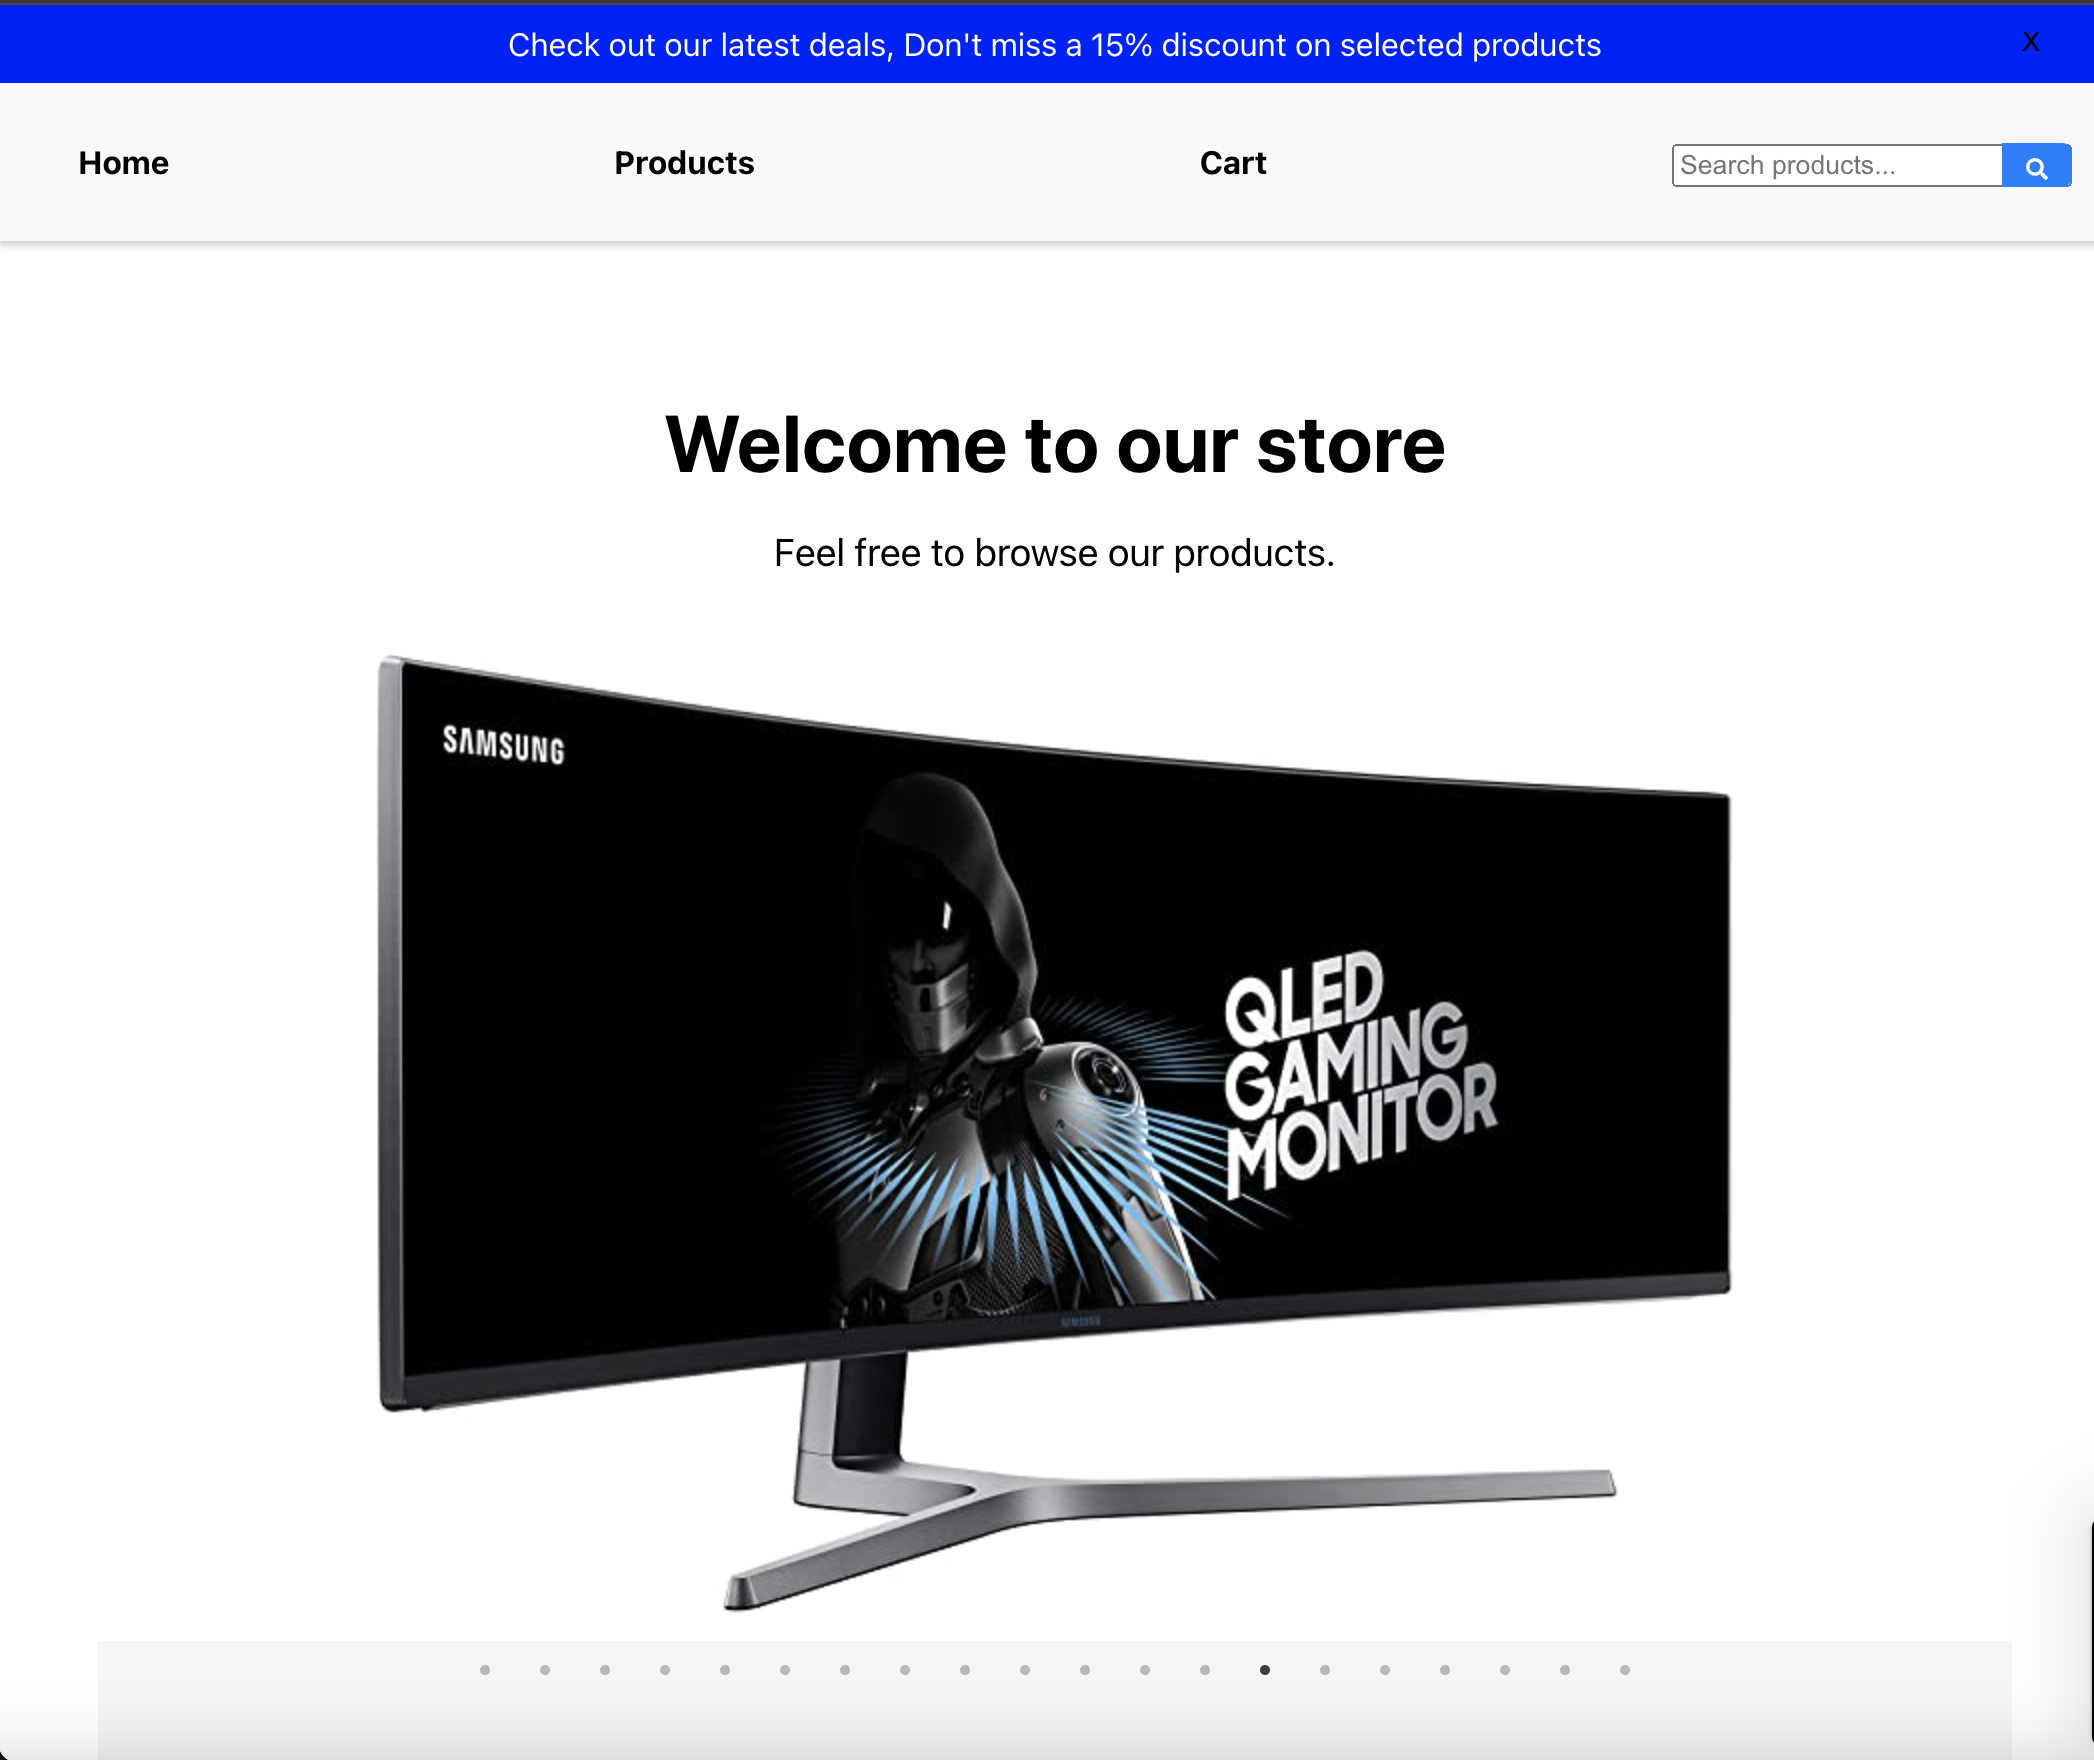 Check out our latest deals, Don't miss a 15% discount on selected products
X
Home
Products
Cart
Search products...
Welcome to our store
Feel free to browse our products.
SAMSUNG
QLED
GAMING
MONITOR
SAMSUNG